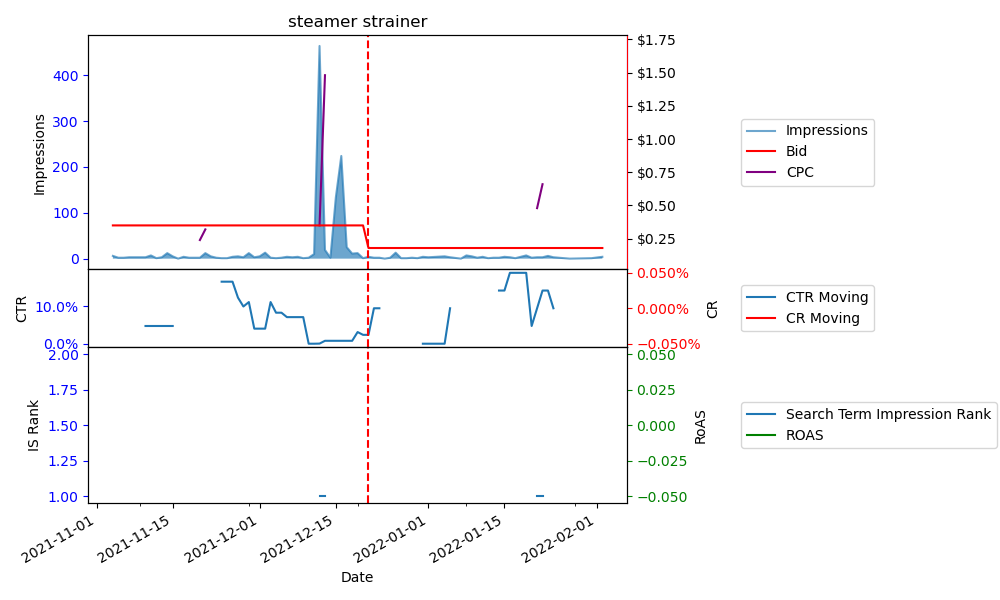 steamer strainer
Impressions
400
300
200
100
0
$1.75
$1.50
$1.25
$1.00
$0.75
$0.50
$0.25
Impressions
Bid
CPC
CTR
10.0%
0.0%
0.050%
0.000%
−0.050%
CR
CTR Moving
CR Moving
IS Rank
2.00
1.75
1.50
1.25
1.00
0.050
0.025
0.000
−0.025
−0.050
RoAS
Search Term Impression Rank
ROAS
2021-11-01
2021-11-15
2021-12-01
2021-12-15
2022-01-01
2022-01-15
2022-02-01
Date